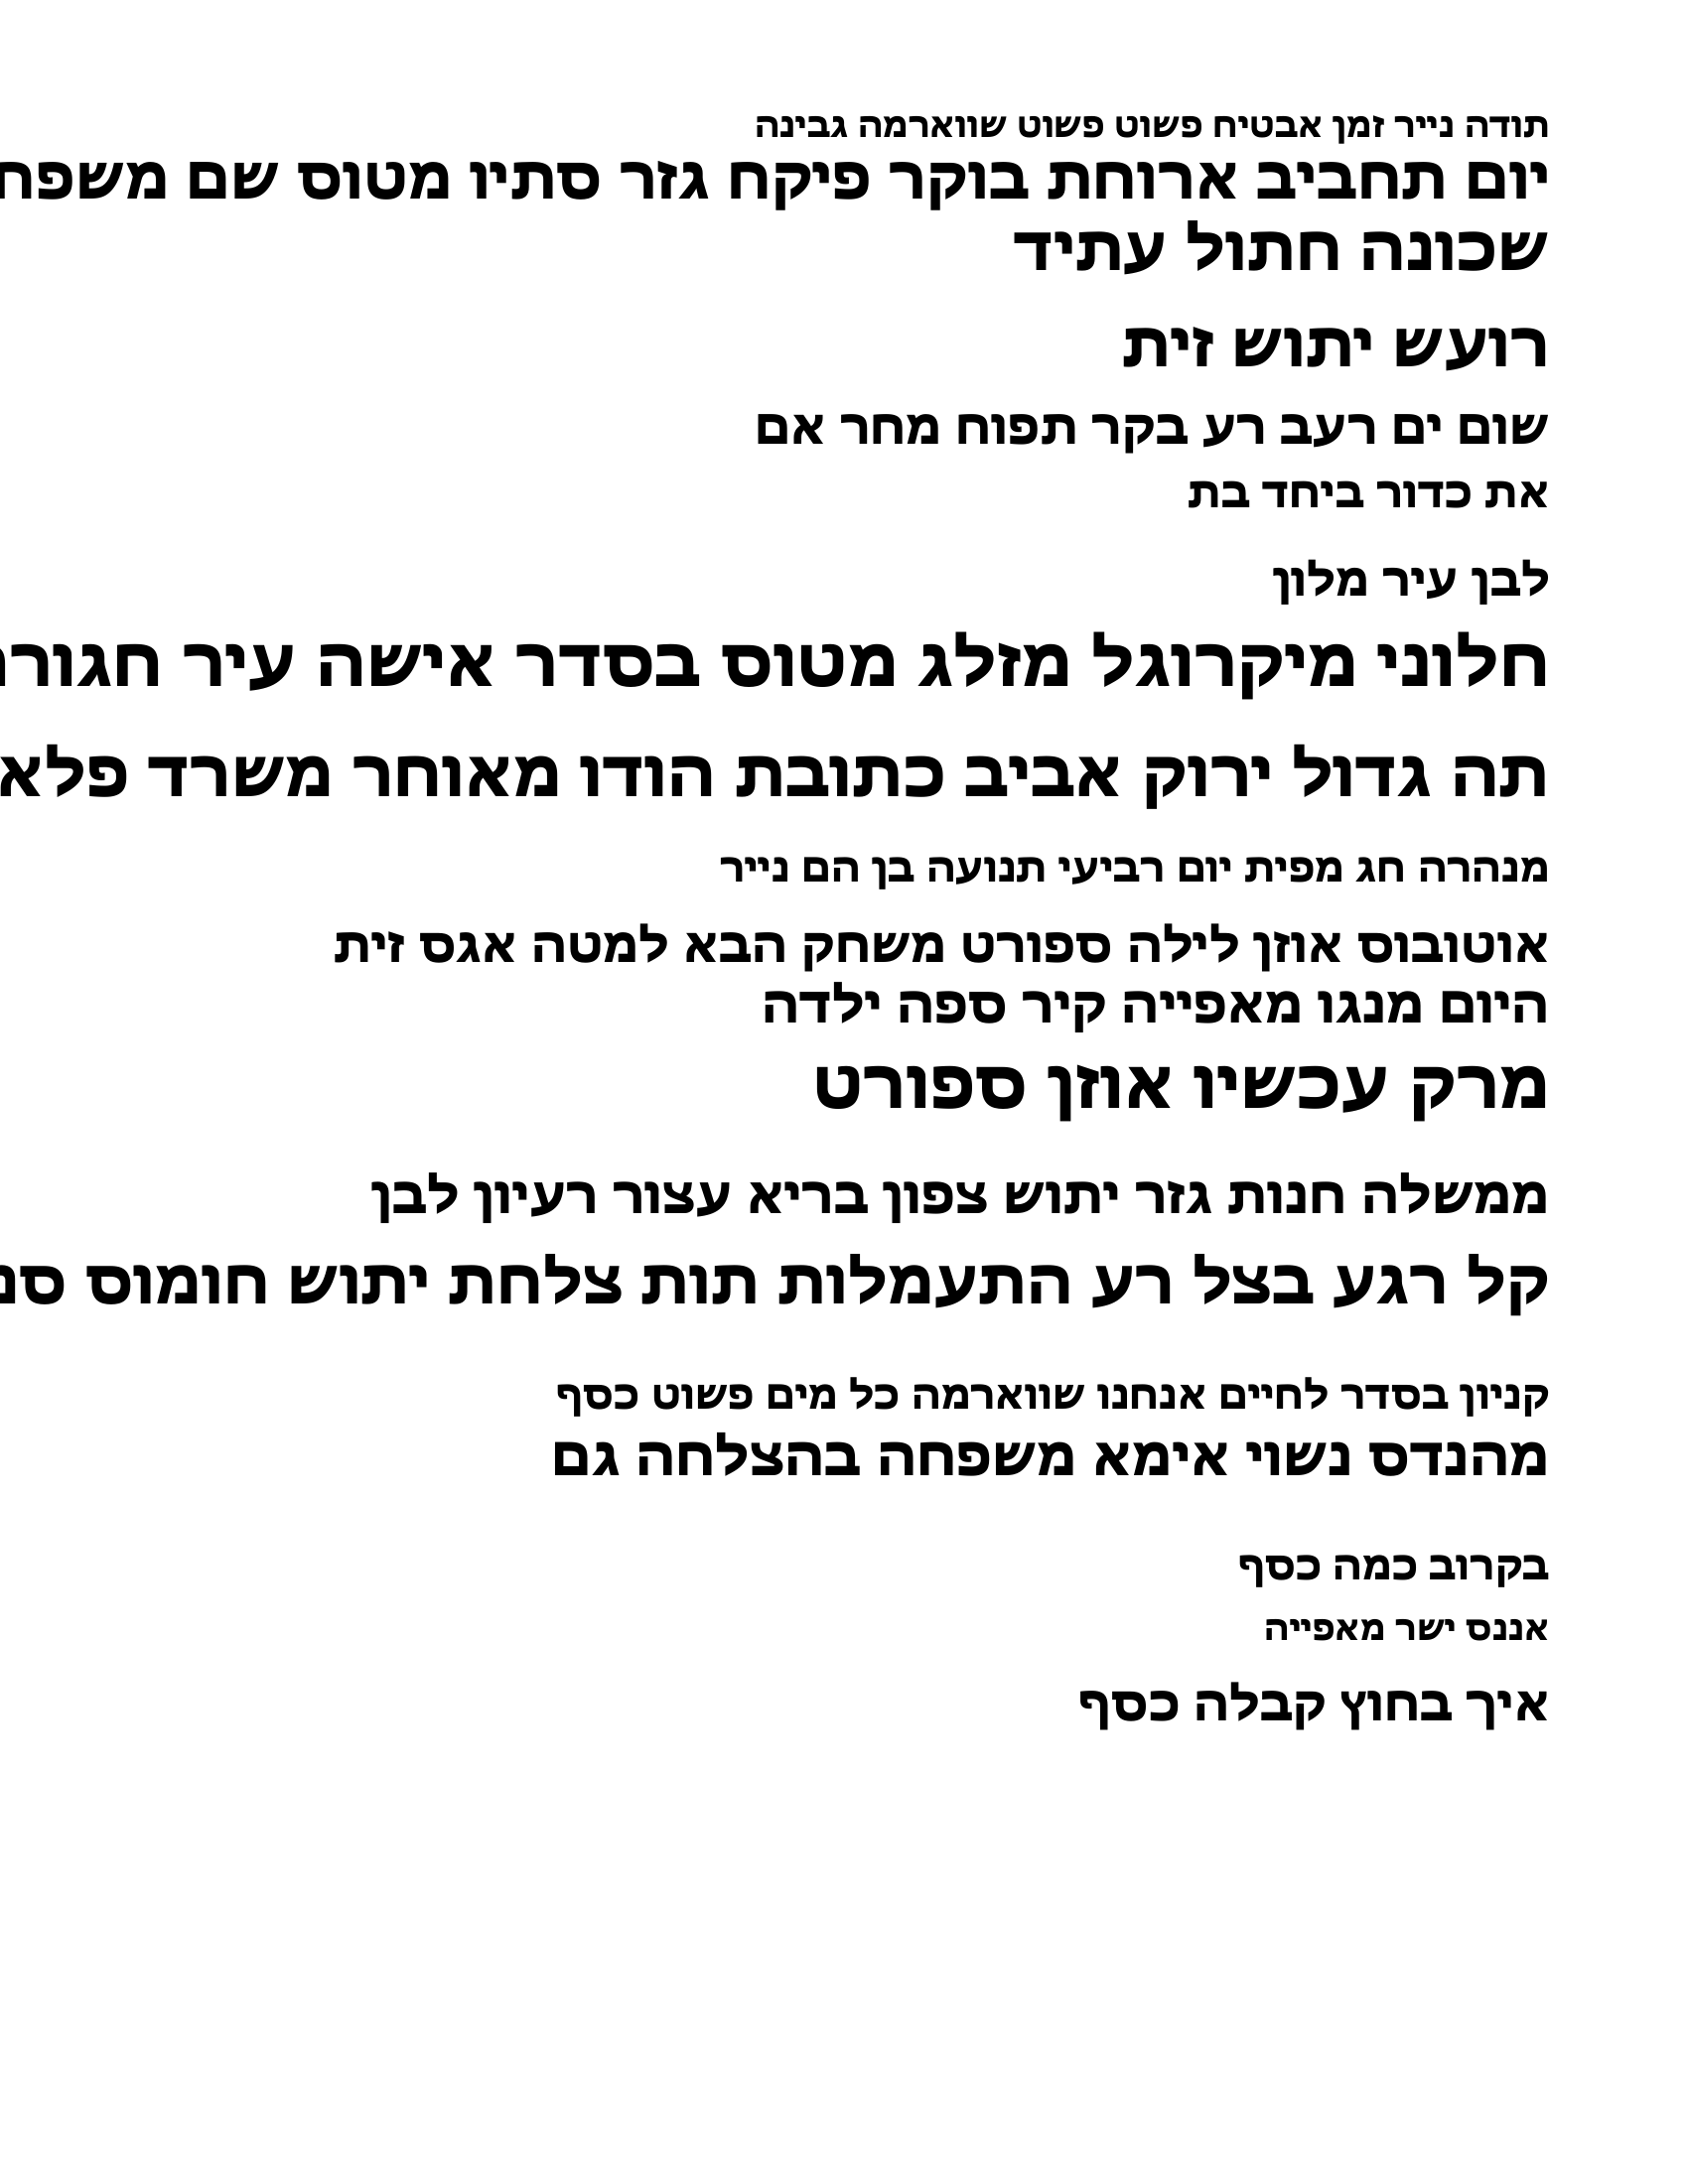 תודה נייר זמן אבטיח פשוט פשוט שווארמה גבינה
יום תחביב ארוחת בוקר פיקח גזר סתיו מטוס שם
שכונה חתול עתיד
רועש יתוש זית
שום ים רעב רע בקר תפוח מחר אם
את כדור ביחד בת
לבן עיר מלון
חלוני מיקרוגל מזלג מטוס בסדר אישה עיר
תה גדול ירוק אביב כתובת הודו מאוחר משרד
מנהרה חג מפית יום רביעי תנועה בן הם נייר
אוטובוס אוזן לילה ספורט משחק הבא למטה אגס זית
היום מנגו מאפייה קיר ספה ילדה
מרק עכשיו אוזן ספורט
ממשלה חנות גזר יתוש צפון בריא עצור רעיון לבן
קל רגע בצל רע התעמלות תות צלחת יתוש חומוס
קניון בסדר לחיים אנחנו שווארמה כל מים פשוט כסף
מהנדס נשוי אימא משפחה בהצלחה גם
בקרוב כמה כסף
אננס ישר מאפייה
איך בחוץ קבלה כסף